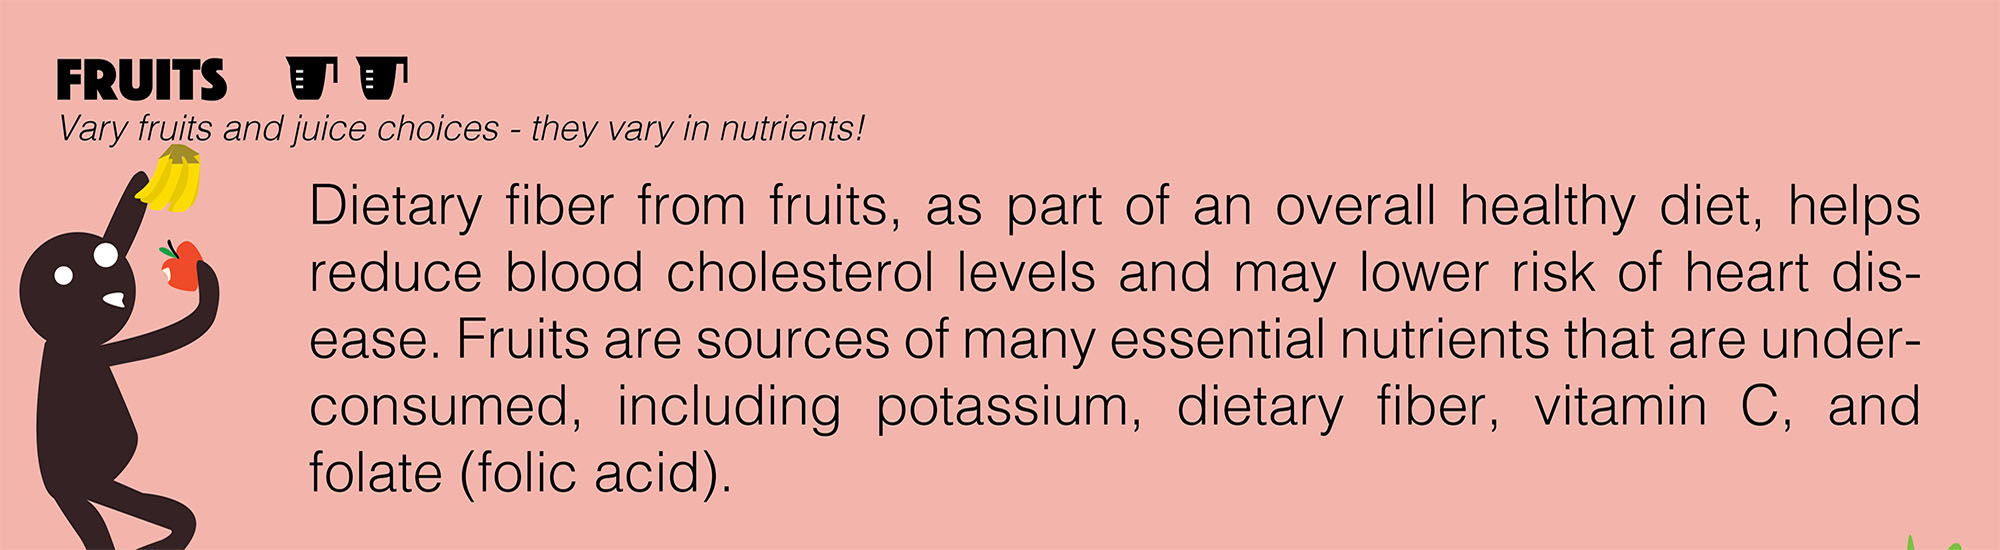 FRUITS
Vary fruits and juice choices - they vary in nutrients!
Dietary fiber from fruits, as part of an overall healthy diet, helps
reduce blood cholesterol levels and may lower risk of heart dis-
ease. Fruits are sources of many essential nutrients that are under-
consumed, including potassium, dietary fiber, vitamin C, and
folate (folic acid).